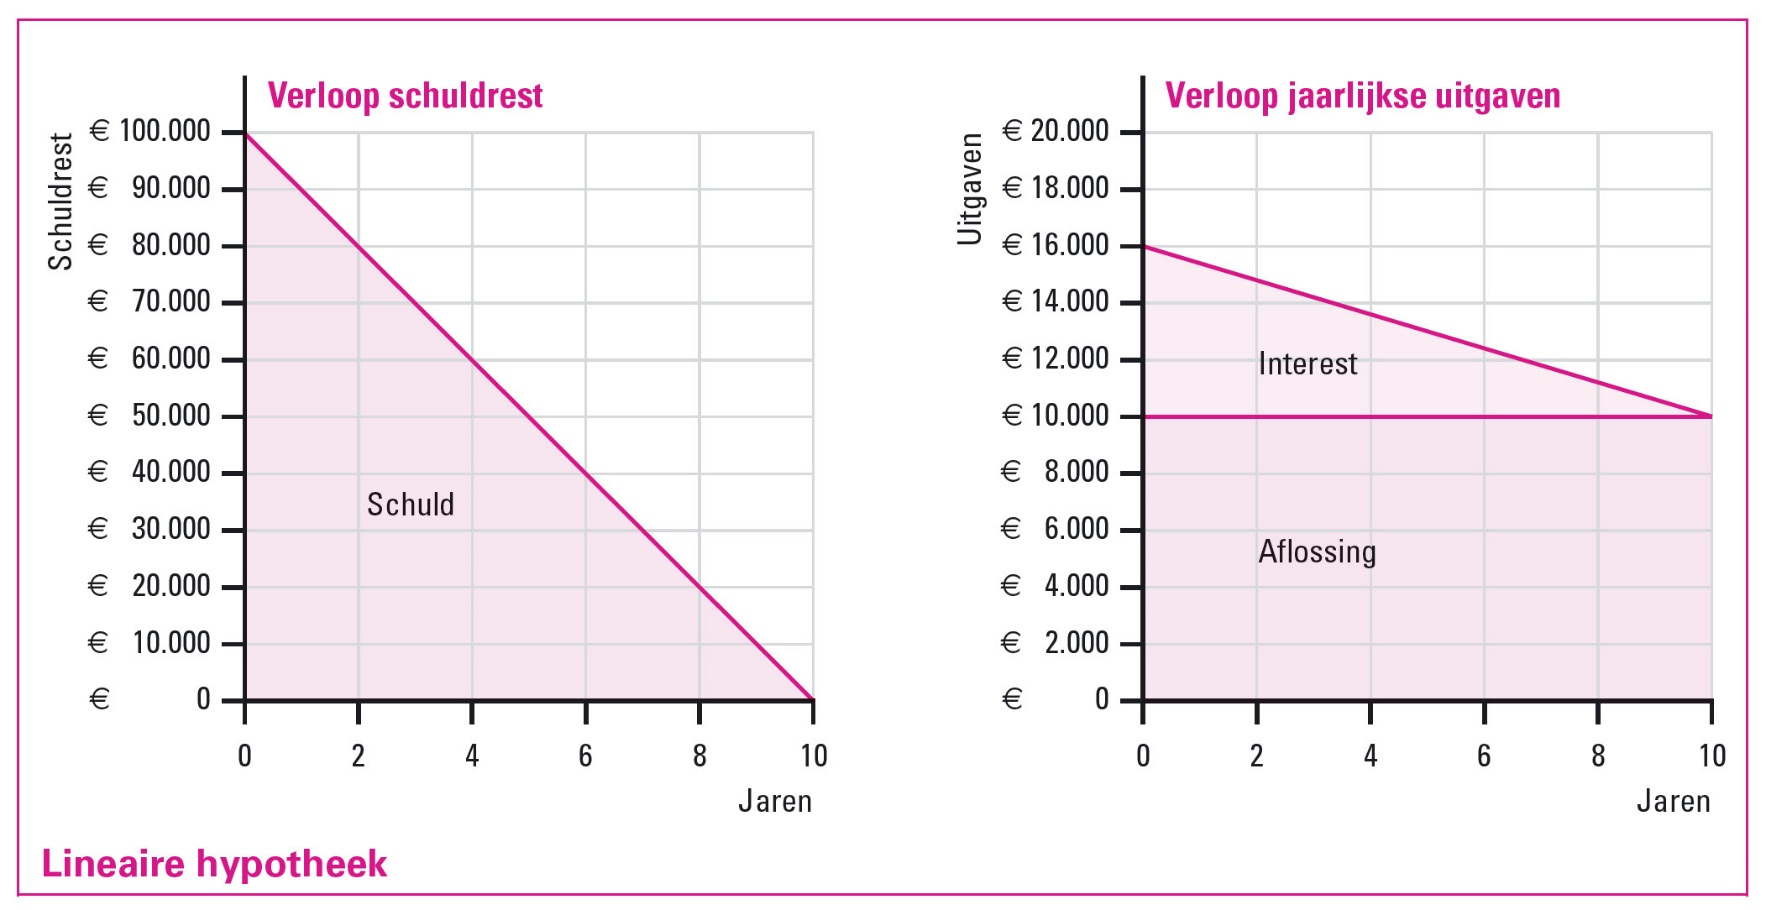 Verloop schuldrest
Schuldrest
€ 100.000
€ 90.000
€ 80.000
€ 70.000
€ 60.000
€ 50.000
€ 40.000
€ 30.000
€ 20.000
€ 10.000
€ 0
Schuld
0 2 4 6 8 10
Jaren
Verloop jaarlijkse uitgaven
Uitgaven
€ 20.000
€ 18.000
€ 16.000
€ 14.000
€ 12.000
€ 10.000
€ 8.000
€ 6.000
€ 4.000
€ 2.000
€ 0
Interest
Aflossing
0 2 4 6 8 10
Jaren
Lineaire hypotheek